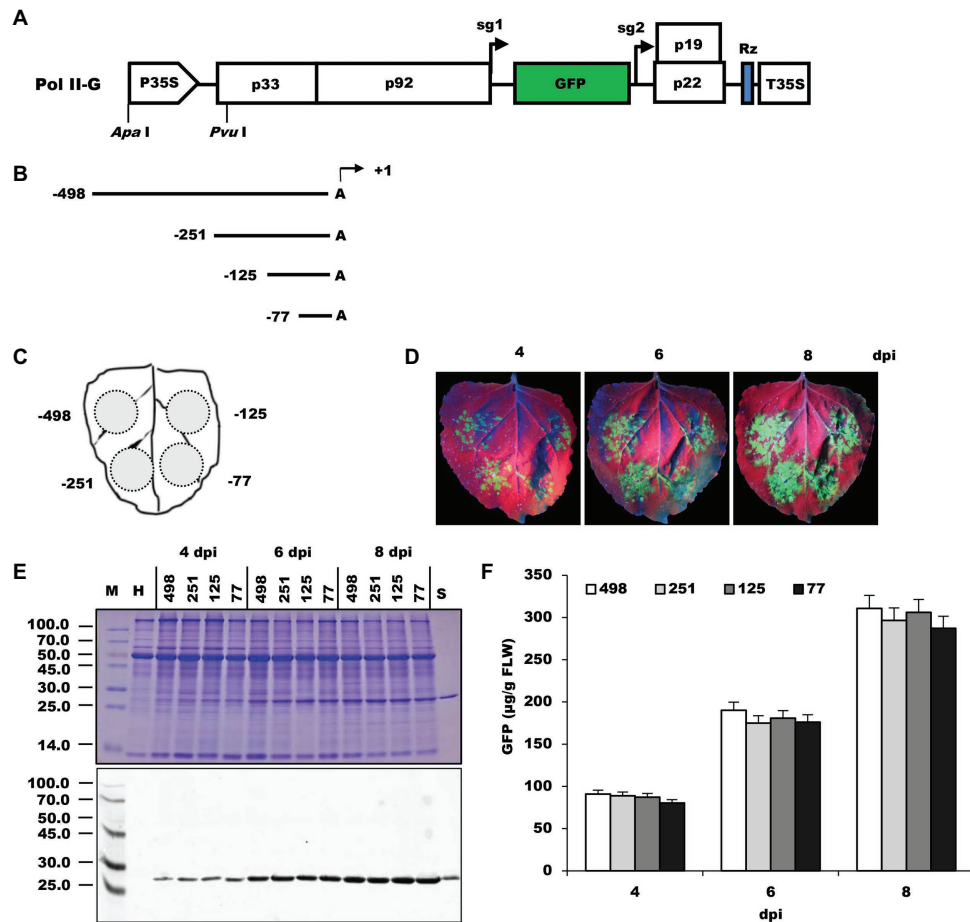 A
Pol II-G
P35S
p33
p92
sg1
GFP
sg2
p19
p22
Rz
T35S
Apa I
Pvu I
B
+1
-498 A
-251 A
-125 A
-77 A
C
-498
-125
-251
-77
D
4 6 8 dpi
E
4 dpi 6 dpi 8 dpi
M H 498 251 125 77 498 251 125 77 498 251 125 77 S
100.0
70.0
50.0
45.0
30.0
25.0
14.0
100.0
70.0
50.0
45.0
30.0
25.0
F
498 251 125 77
GFP (µg/g FLW)
350
300
250
200
150
100
50
0
4 6 8
dpi